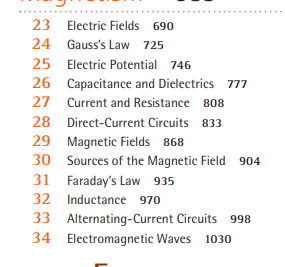 23 Electric Fields 690
24 Gauss's Law 725
25 Electric Potential 746
26 Capacitance and Dielectrics 777
27 Current and Resistance 808
28 Direct-Current Circuits 833
29 Magnetic Fields 868
30 Sources of the Magnetic Field 904
31 Faraday's Law 935
32 Inductance 970
33 Alternating-Current Circuits 998
34 Electromagnetic Waves 1030